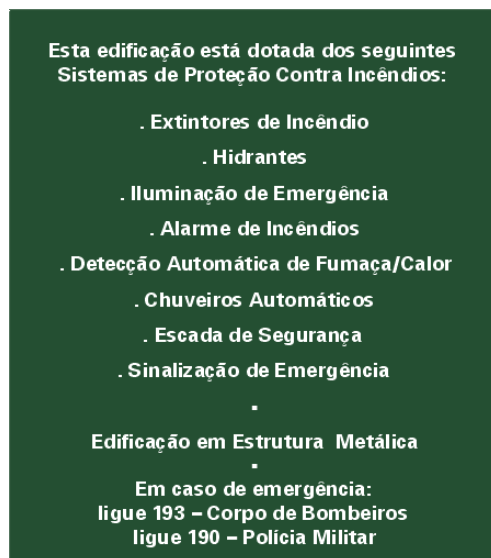 Esta edificação está dotada dos seguintes
Sistemas de Proteção Contra Incêndios:
. Extintores de Incêndio
. Hidrantes
. Iluminação de Emergência
. Alarme de Incêndios
. Detecção Automática de Fumaça/Calor
. Chuveiros Automáticos
. Escada de Segurança
. Sinalização de Emergência
.
Edificação em Estrutura Metálica
.
Em caso de emergência:
ligue 193 – Corpo de Bombeiros
ligue 190 – Polícia Militar